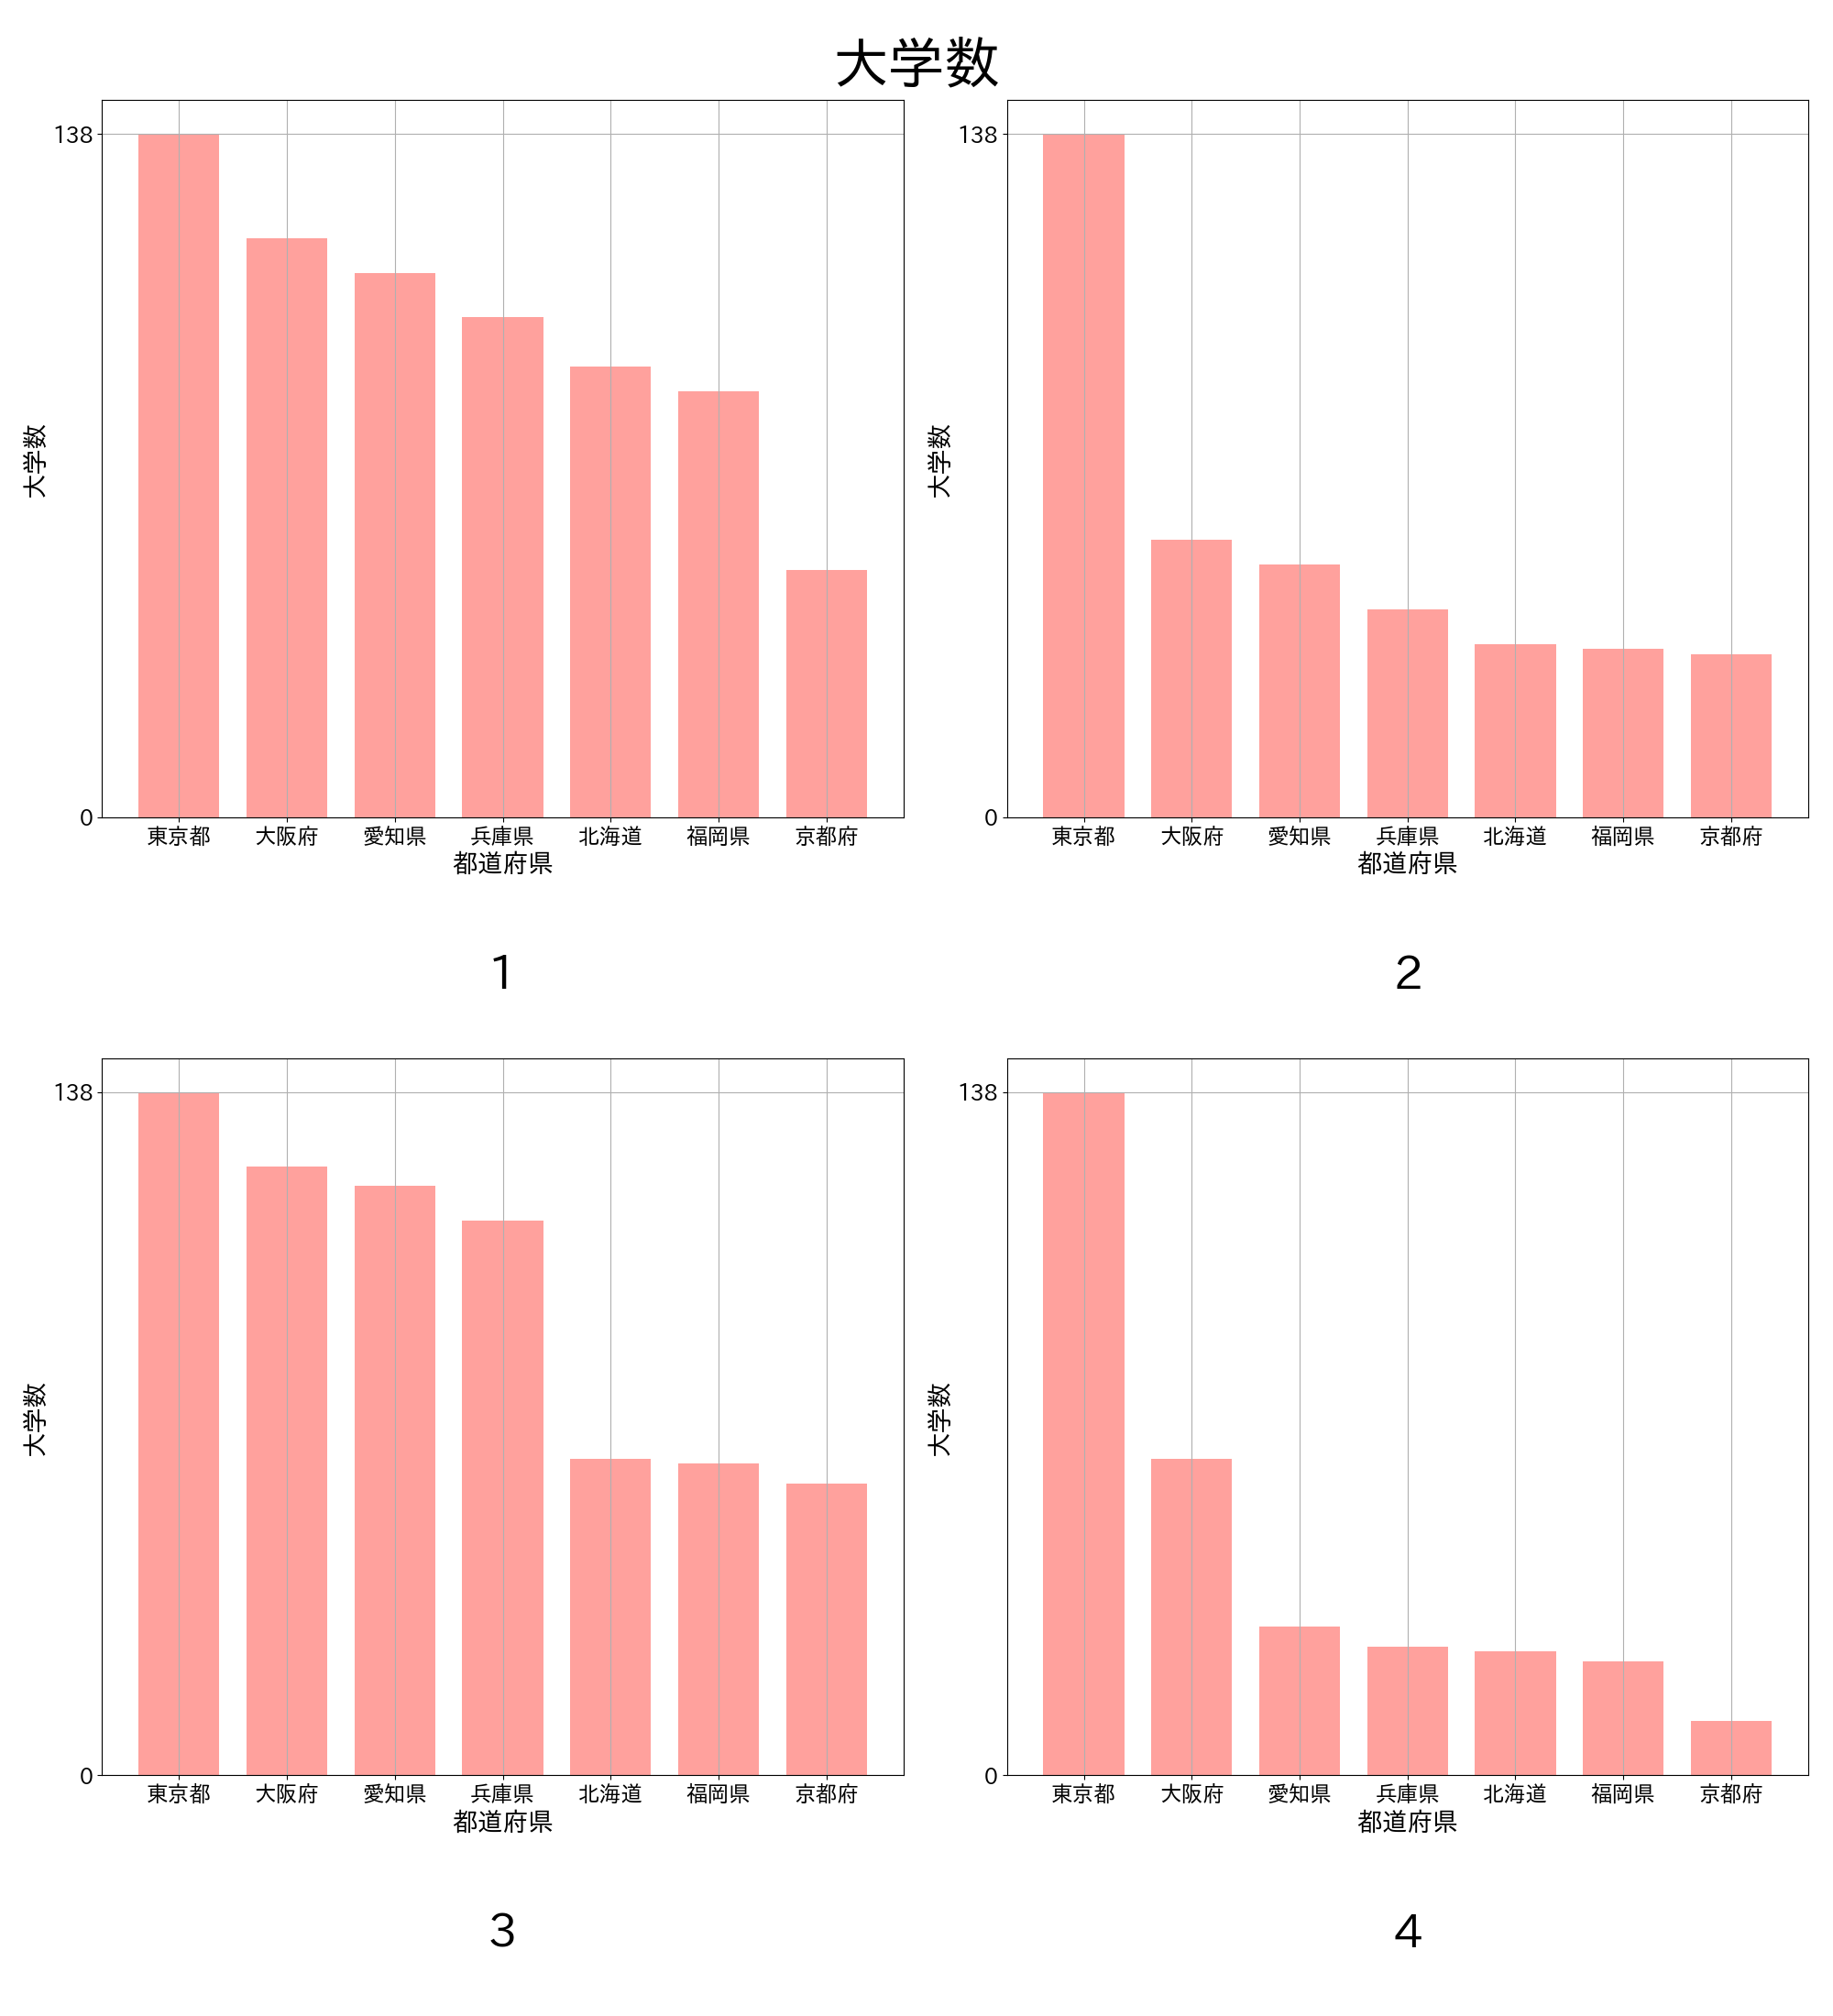 大学数
138
0
大学数
東京都 大阪府 愛知県 兵庫県 北海道 福岡県 京都府
都道府県
1
138
0
大学数
東京都 大阪府 愛知県 兵庫県 北海道 福岡県 京都府
都道府県
2
138
0
大学数
東京都 大阪府 愛知県 兵庫県 北海道 福岡県 京都府
都道府県
3
138
0
大学数
東京都 大阪府 愛知県 兵庫県 北海道 福岡県 京都府
都道府県
4